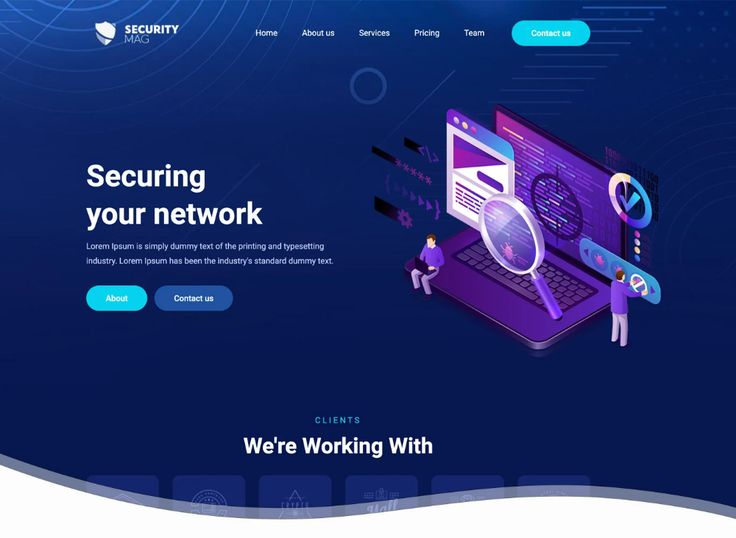 SECURITY
MAG
Home About us Services Pricing Team Contact us
Securing
your network
Lorem Ipsum is simply dummy text of the printing and typesetting
industry. Lorem Ipsum has been the industry's standard dummy text.
About Contact us
CLIENTS
We're Working With